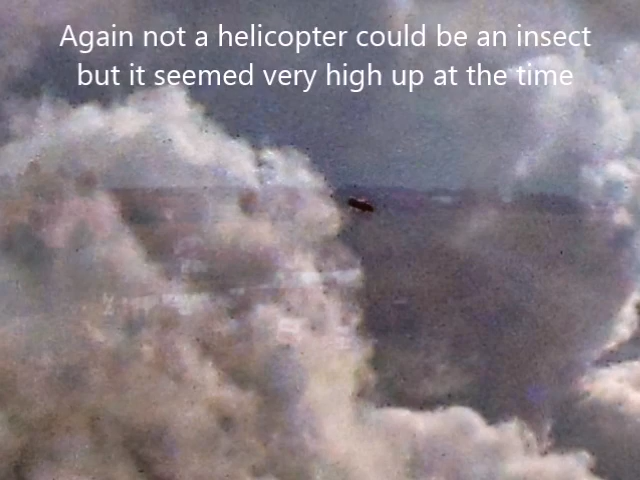 Again not a helicopter could be an insect
but it seemed very high up at the time